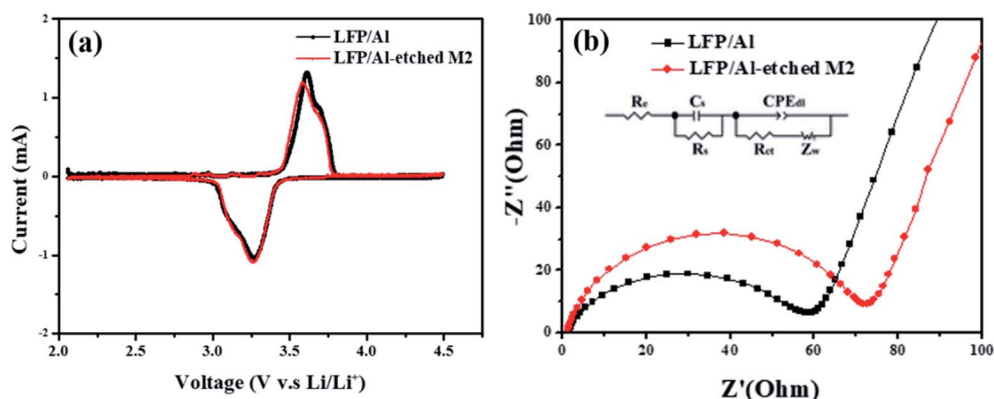 (a)
LFP/Al
LFP/Al-etched M2
Current (mA)
2
1
0
-1
-2
2.0 2.5 3.0 3.5 4.0 4.5
Voltage (V v.s Li/Li⁺)
(b)
LFP/Al
LFP/Al-etched M2
Re Cs CPEdl
Rs Rct Zw
-Z''(Ohm)
100
80
60
40
20
0
0 20 40 60 80 100
Z'(Ohm)